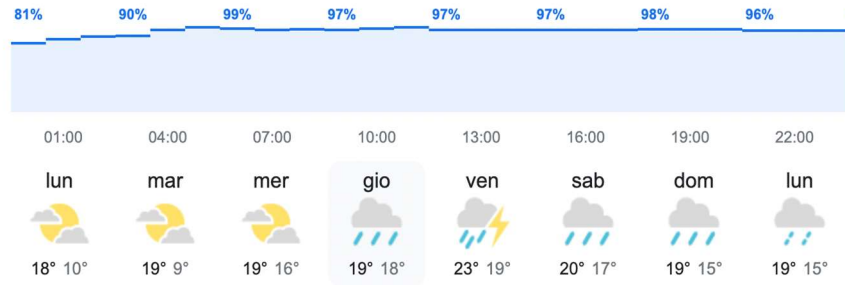 81% 90% 99% 97% 97% 97% 98% 96%
01:00 04:00 07:00 10:00 13:00 16:00 19:00 22:00
lun mar mer gio ven sab dom lun
18° 10° 19° 9° 19° 16° 19° 18° 23° 19° 20° 17° 19° 15° 19° 15°